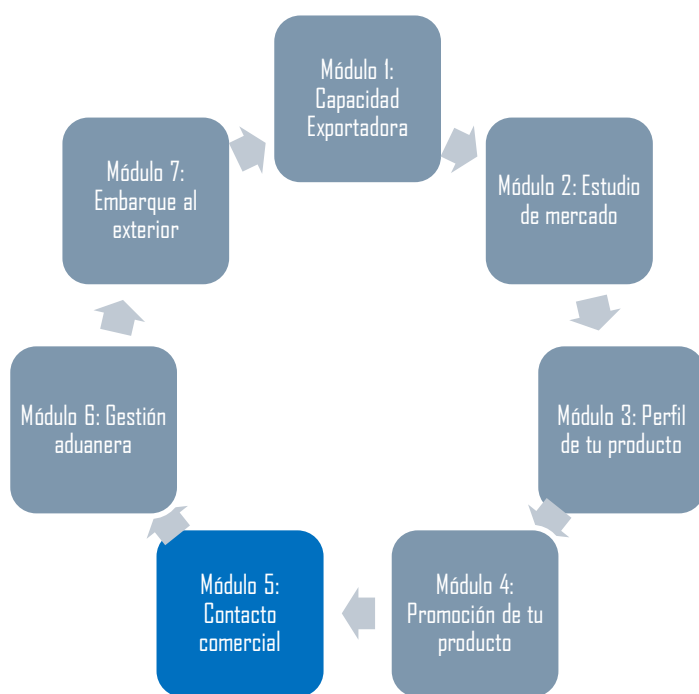 Módulo 1:
Capacidad
Exportadora
Módulo 2: Estudio
de mercado
Módulo 3: Perfil
de tu producto
Módulo 4:
Promoción de tu
producto
Módulo 5:
Contacto
comercial
Módulo 6: Gestión
aduanera
Módulo 7:
Embarque al
exterior